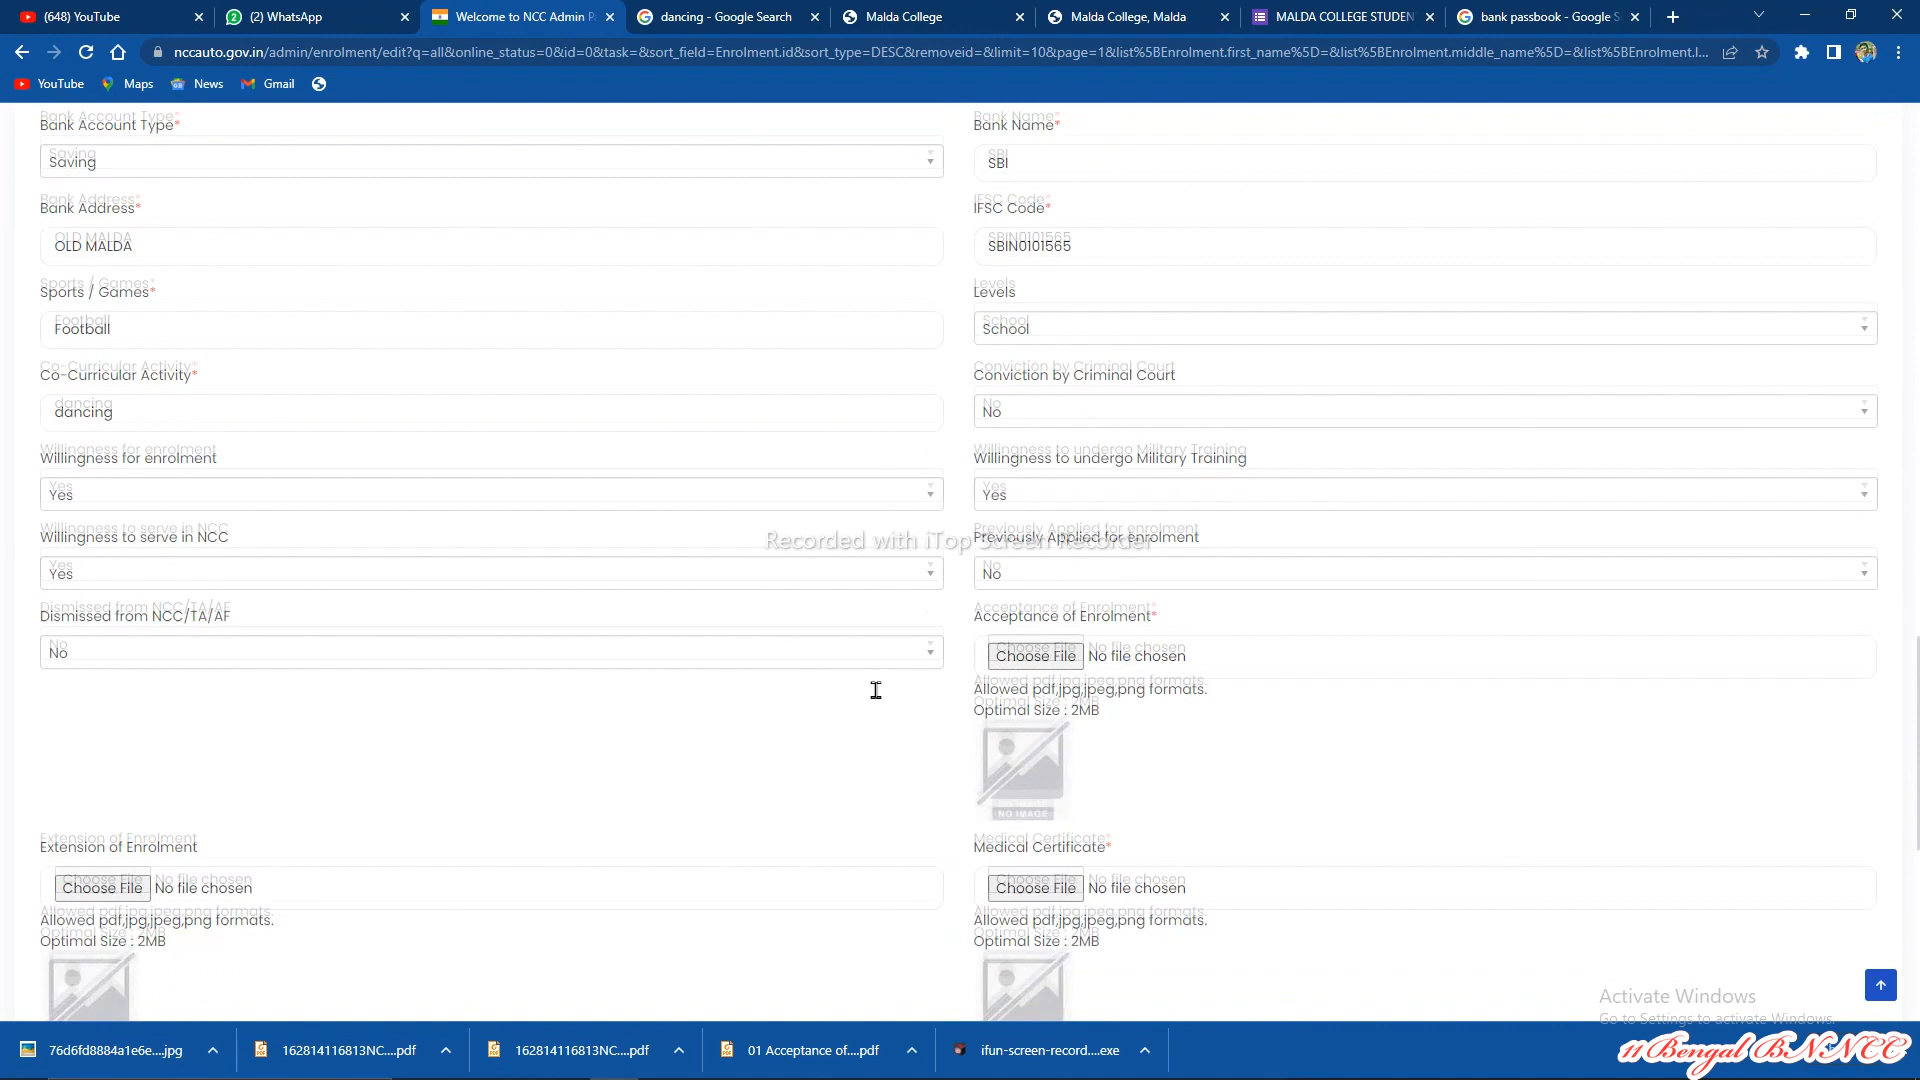 (648) YouTube
(2) WhatsApp
Welcome to NCC Admin P
dancing - Google Search
Malda College
Malda College, Malda
MALDA COLLEGE STUDEN
bank passbook - Google S
nccauto.gov.in/admin/enrolment/edit?q=all&online_status=0&id=0&task=&sort_field=Enrolment.id&sort_type=DESC&removeid=&limit=10&page=1&list%5BEnrolment.first_name%5D=&list%5BEnrolment.middle_name%5D=&list%5BEnrolment.l...
YouTube
Maps
News
Gmail
Bank Account Type*
Bank Name*
Saving
SBI
Bank Address*
IFSC Code*
OLD MALDA
SBIN0101565
Sports / Games*
Levels
Football
School
Co-Curricular Activity*
Conviction by Criminal Court
dancing
No
Willingness for enrolment
Willingness to undergo Military Training
Yes
Yes
Willingness to serve in NCC
Previously Applied for enrolment
Recorded with iTop Screen Recorder
Yes
No
Dismissed from NCC/TA/AF
Acceptance of Enrolment*
No
Choose File No file chosen
Allowed pdf,jpg,jpeg,png formats.
Optimal Size : 2MB
NO IMAGE
Extension of Enrolment
Medical Certificate*
Choose File No file chosen
Choose File No file chosen
Allowed pdf,jpg,jpeg,png formats.
Allowed pdf,jpg,jpeg,png formats.
Optimal Size : 2MB
Optimal Size : 2MB
Activate Windows
Go to Settings to activate Windows.
76d6fd8884a1e6e....jpg
162814116813NC....pdf
162814116813NC....pdf
01 Acceptance of....pdf
ifun-screen-record....exe
11 Bengal BN NCC